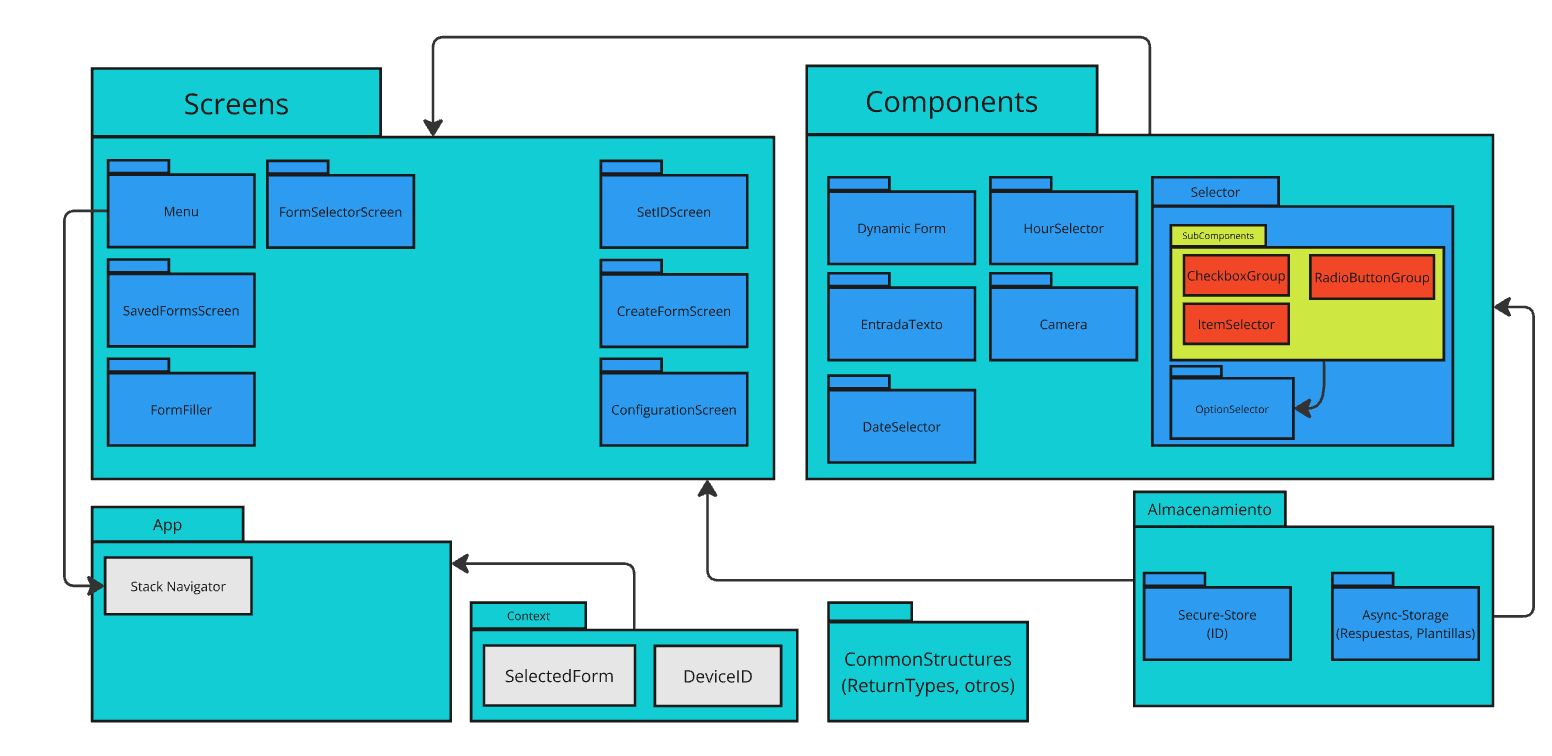 Screens
Menu
FormSelectorScreen
SetIDScreen
SavedFormsScreen
CreateFormScreen
FormFiller
ConfigurationScreen
Components
Dynamic Form
HourSelector
EntradaTexto
Camera
DateSelector
Selector
SubComponents
CheckboxGroup
RadioButtonGroup
ItemSelector
OptionSelector
App
Stack Navigator
Context
SelectedForm
DeviceID
CommonStructures
(ReturnTypes, otros)
Almacenamiento
Secure-Store
(ID)
Async-Storage
(Respuestas, Plantillas)